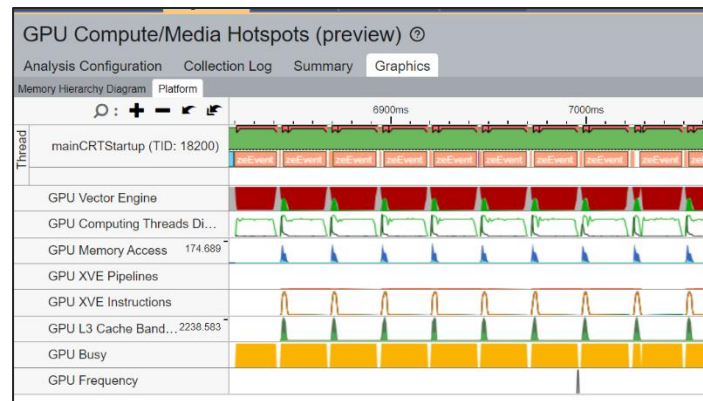 GPU Compute/Media Hotspots (preview)
Analysis Configuration Collection Log Summary Graphics
Memory Hierarchy Diagram Platform
6900ms 7000ms
Thread
mainCRTStartup (TID: 18200)
zeEvent zeEvent zeEvent zeEvent zeEvent zeEvent zeEvent zeEvent zeEvent
GPU Vector Engine
GPU Computing Threads Di...
GPU Memory Access 174.689
GPU XVE Pipelines
GPU XVE Instructions
GPU L3 Cache Band... 2238.583
GPU Busy
GPU Frequency